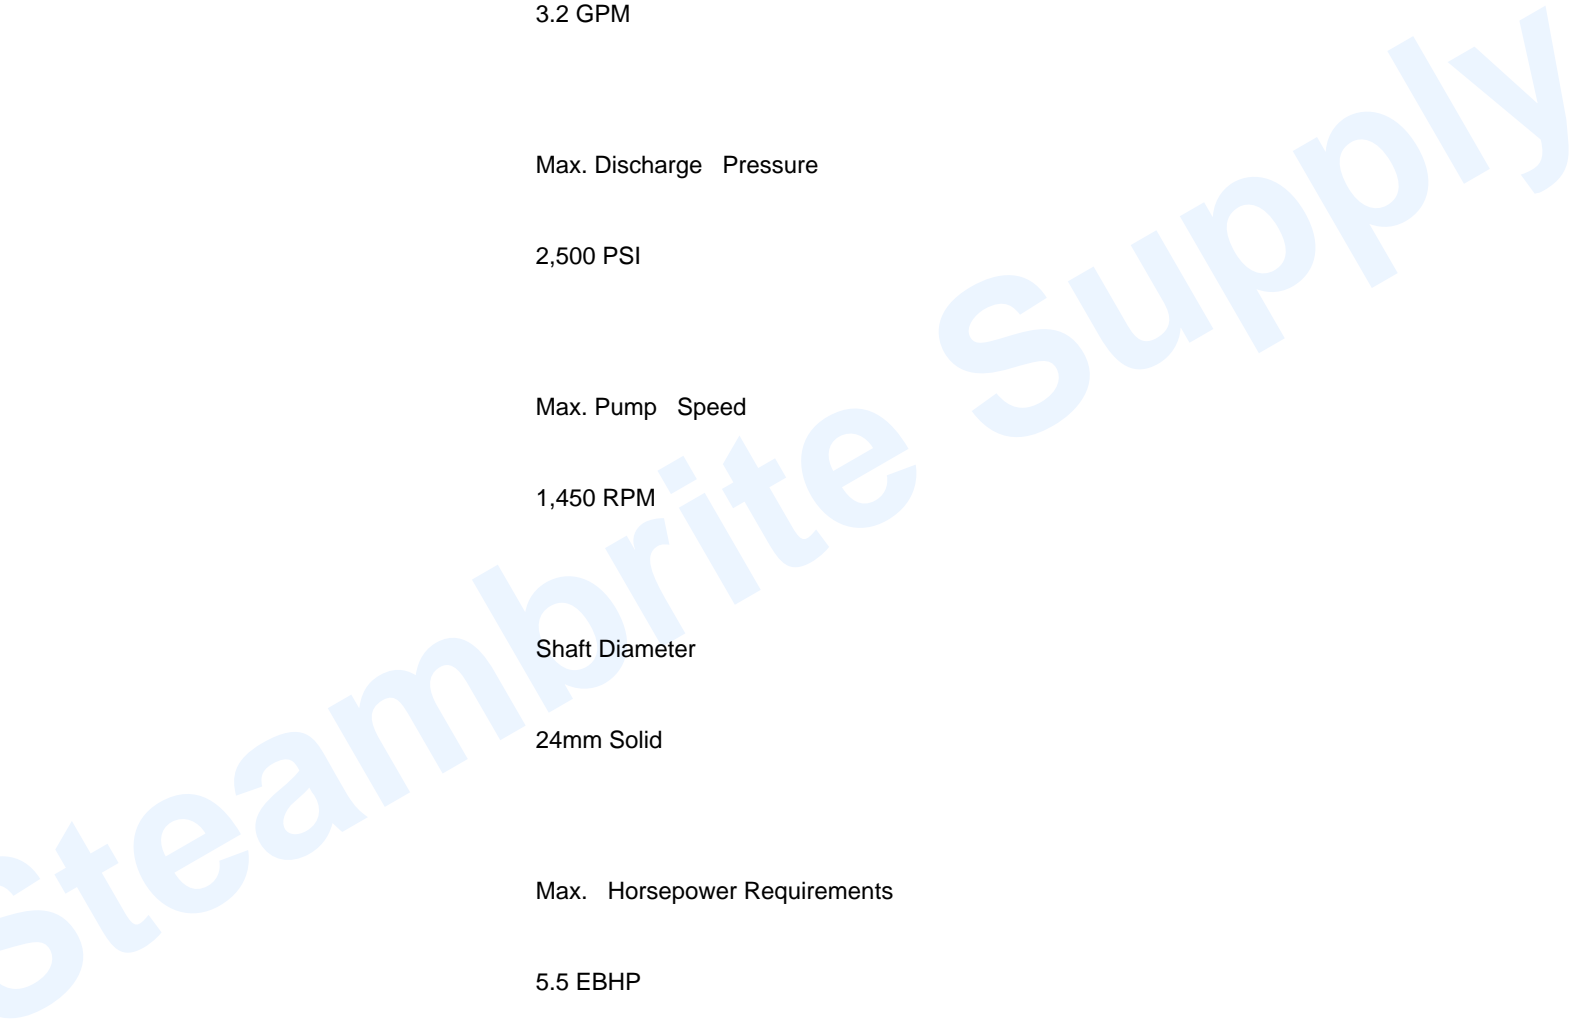 3.2 GPM
Max. Discharge   Pressure
2,500 PSI
Max. Pump   Speed
1,450 RPM
Shaft Diameter
24mm Solid
Max.   Horsepower Requirements
5.5 EBHP
Steambrite Supply